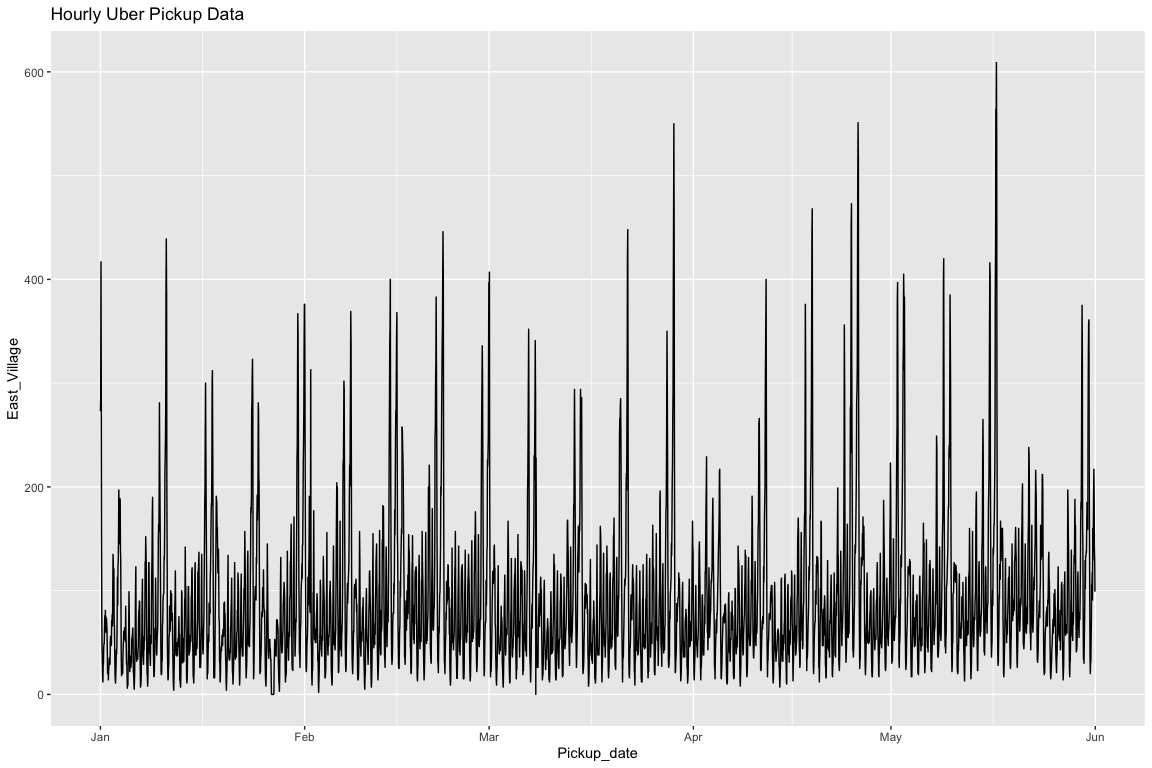 Hourly Uber Pickup Data
600
400
200
0
East_Village
Jan
Feb
Mar
Apr
May
Jun
Pickup_date